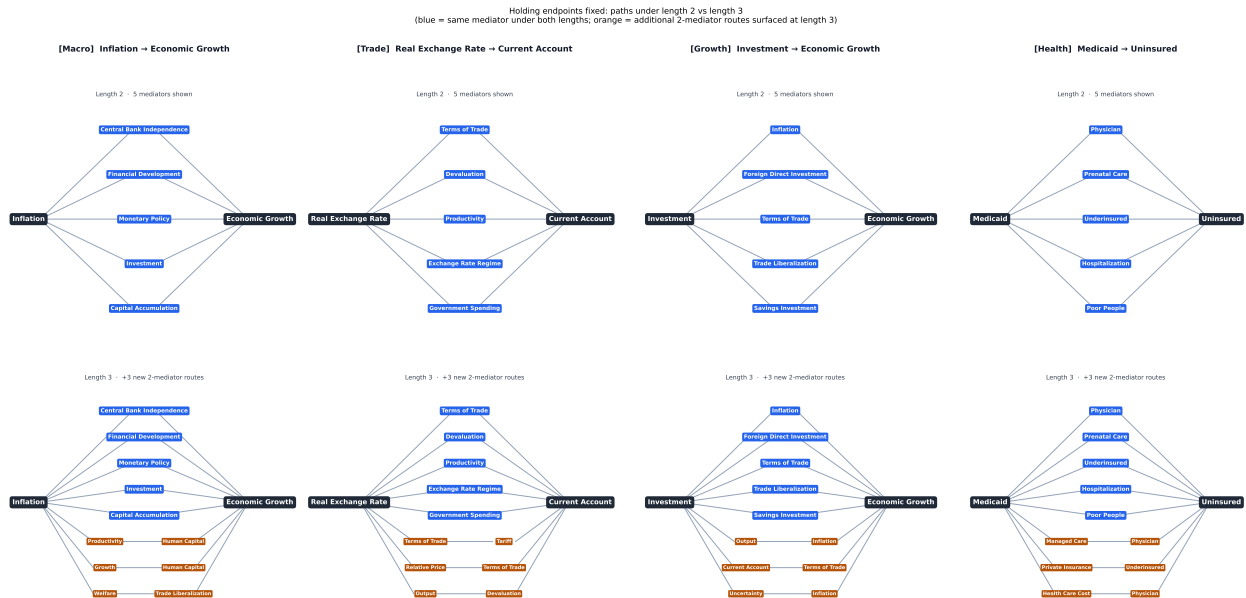 Holding endpoints fixed: paths under length 2 vs length 3
(blue = same mediator under both lengths; orange = additional 2-mediator routes surfaced at length 3)
[Macro] Inflation → Economic Growth
Length 2 · 5 mediators shown
Central Bank Independence
Financial Development
Inflation
Monetary Policy
Economic Growth
Investment
Capital Accumulation
[Trade] Real Exchange Rate → Current Account
Length 2 · 5 mediators shown
Terms of Trade
Devaluation
Real Exchange Rate
Productivity
Current Account
Exchange Rate Regime
Government Spending
[Growth] Investment → Economic Growth
Length 2 · 5 mediators shown
Inflation
Foreign Direct Investment
Investment
Terms of Trade
Economic Growth
Trade Liberalization
Savings Investment
[Health] Medicaid → Uninsured
Length 2 · 5 mediators shown
Physician
Prenatal Care
Medicaid
Underinsured
Uninsured
Hospitalization
Poor People
Length 3 · +3 new 2-mediator routes
Central Bank Independence
Financial Development
Monetary Policy
Investment
Inflation
Economic Growth
Capital Accumulation
Productivity
Human Capital
Growth
Human Capital
Welfare
Trade Liberalization
Length 3 · +3 new 2-mediator routes
Terms of Trade
Devaluation
Productivity
Exchange Rate Regime
Real Exchange Rate
Current Account
Government Spending
Terms of Trade
Tariff
Relative Price
Terms of Trade
Output
Devaluation
Length 3 · +3 new 2-mediator routes
Inflation
Foreign Direct Investment
Terms of Trade
Trade Liberalization
Investment
Economic Growth
Savings Investment
Output
Inflation
Current Account
Terms of Trade
Uncertainty
Inflation
Length 3 · +3 new 2-mediator routes
Physician
Prenatal Care
Underinsured
Hospitalization
Medicaid
Uninsured
Poor People
Managed Care
Physician
Private Insurance
Underinsured
Health Care Cost
Physician